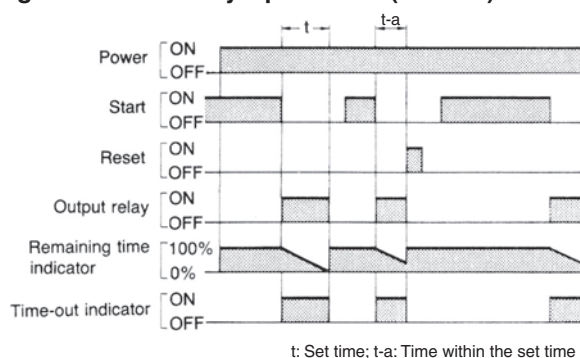 t t-a
Power ON
OFF
Start ON
OFF
Reset ON
OFF
Output relay ON
OFF
Remaining time 100%
indicator 0%
Time-out indicator ON
OFF
t: Set time; t-a: Time within the set time